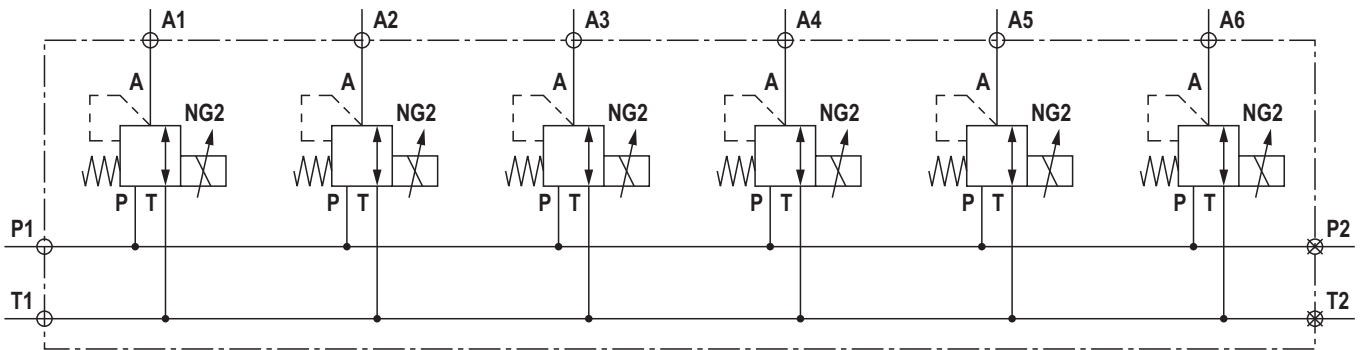 A1 A2 A3 A4 A5 A6
A A A A A A
NG2 NG2 NG2 NG2 NG2 NG2
P T P T P T P T P T P T
P1 P2
T1 T2